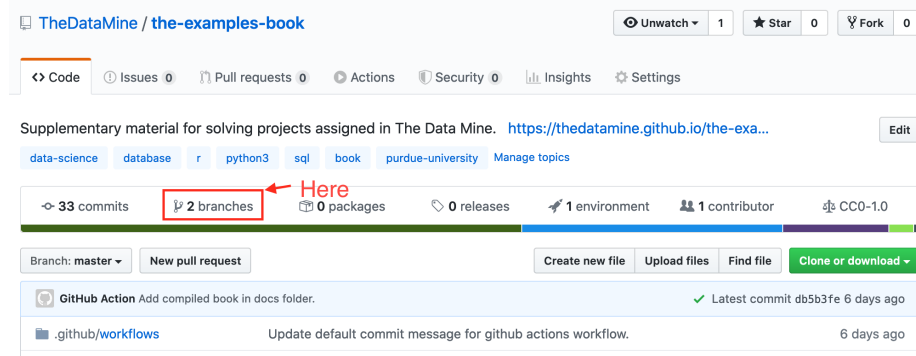 TheDataMine / the-examples-book
Unwatch 1 Star 0 Fork 0
Code Issues 0 Pull requests 0 Actions Security 0 Insights Settings
Supplementary material for solving projects assigned in The Data Mine. https://thedatamine.github.io/the-exa... Edit
data-science database r python3 sql book purdue-university Manage topics
Here
33 commits 2 branches 0 packages 0 releases 1 environment 1 contributor CC0-1.0
Branch: master New pull request Create new file Upload files Find file Clone or download
GitHub Action Add compiled book in docs folder. Latest commit db5b3fe 6 days ago
.github/workflows Update default commit message for github actions workflow. 6 days ago